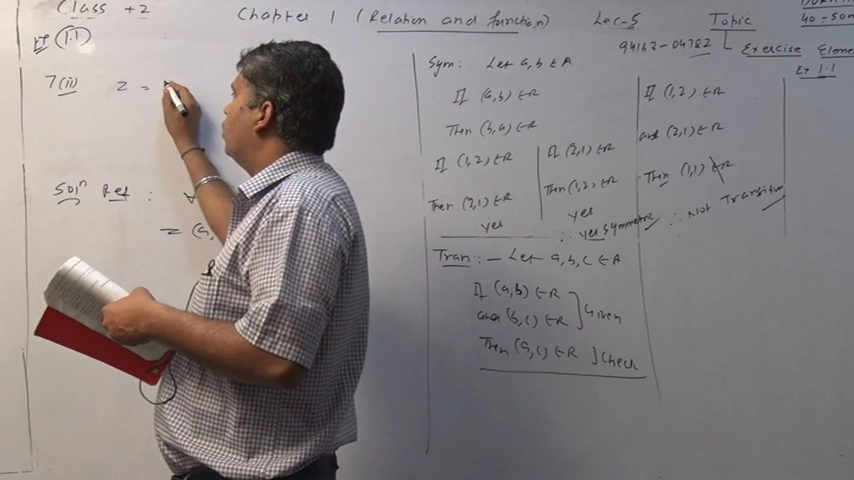 Class +2
Chapter 1 (Relation and function) Lec-5 Topic
94163-04782 Exercise
Ex 1.1
(1.1)
7(ii) Z =
Soln Ref :
= (a,
Sym: Let a, b ∈ A
If (a,b) ∈ R
Then (b,a) ∈ R
If (1,2) ∈ R
Then (2,1) ∈ R
yes
If (2,1) ∈ R
Then (1,2) ∈ R
yes
∴ yes symmetric
If (1,2) ∈ R
and (2,1) ∈ R
Then (1,1) ∉ R
∴ Not Transitive
Tran: - Let a, b, c ∈ A
If (a,b) ∈ R
and (b,c) ∈ R ] Given
Then (a,c) ∈ R ] Check